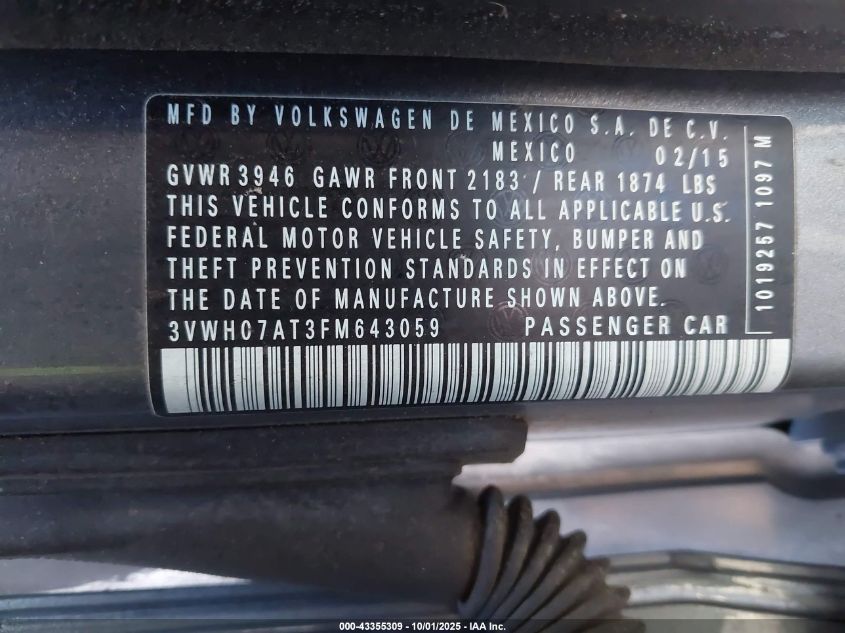 MFD BY VOLKSWAGEN DE MEXICO S.A. DE C.V.
MEXICO 02/15
GVWR 3946 GAWR FRONT 2183 / REAR 1874 LBS
THIS VEHICLE CONFORMS TO ALL APPLICABLE U.S.
FEDERAL MOTOR VEHICLE SAFETY, BUMPER AND
THEFT PREVENTION STANDARDS IN EFFECT ON
THE DATE OF MANUFACTURE SHOWN ABOVE.
3VWH07AT3FM643059 PASSENGER CAR
1019257 1097 M
000-43355309 - 10/01/2025 - IAA Inc.